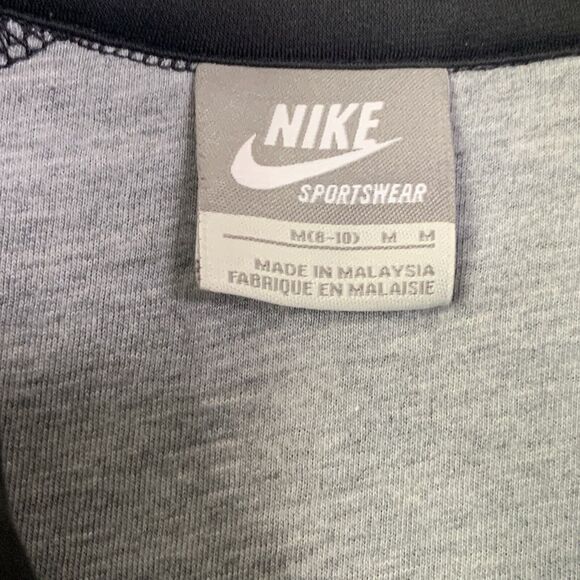 NIKE
SPORTSWEAR
M(8-10) M M
MADE IN MALAYSIA
FABRIQUE EN MALAISIE